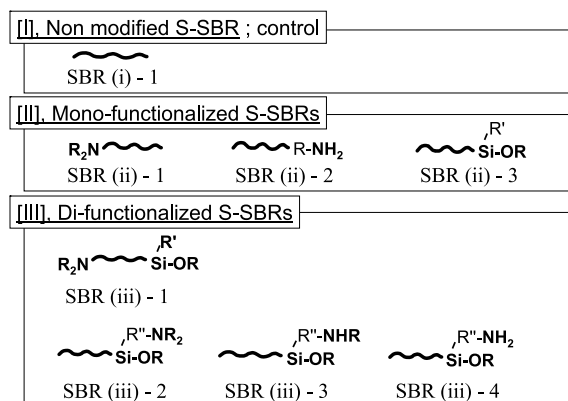 [I], Non modified S-SBR ; control
SBR (i) - 1
[II], Mono-functionalized S-SBRs
R'
R₂N R-NH₂ Si-OR
SBR (ii) - 1 SBR (ii) - 2 SBR (ii) - 3
[III], Di-functionalized S-SBRs
R'
R₂N Si-OR
SBR (iii) - 1
R''-NR₂ R''-NHR R''-NH₂
Si-OR Si-OR Si-OR
SBR (iii) - 2 SBR (iii) - 3 SBR (iii) - 4